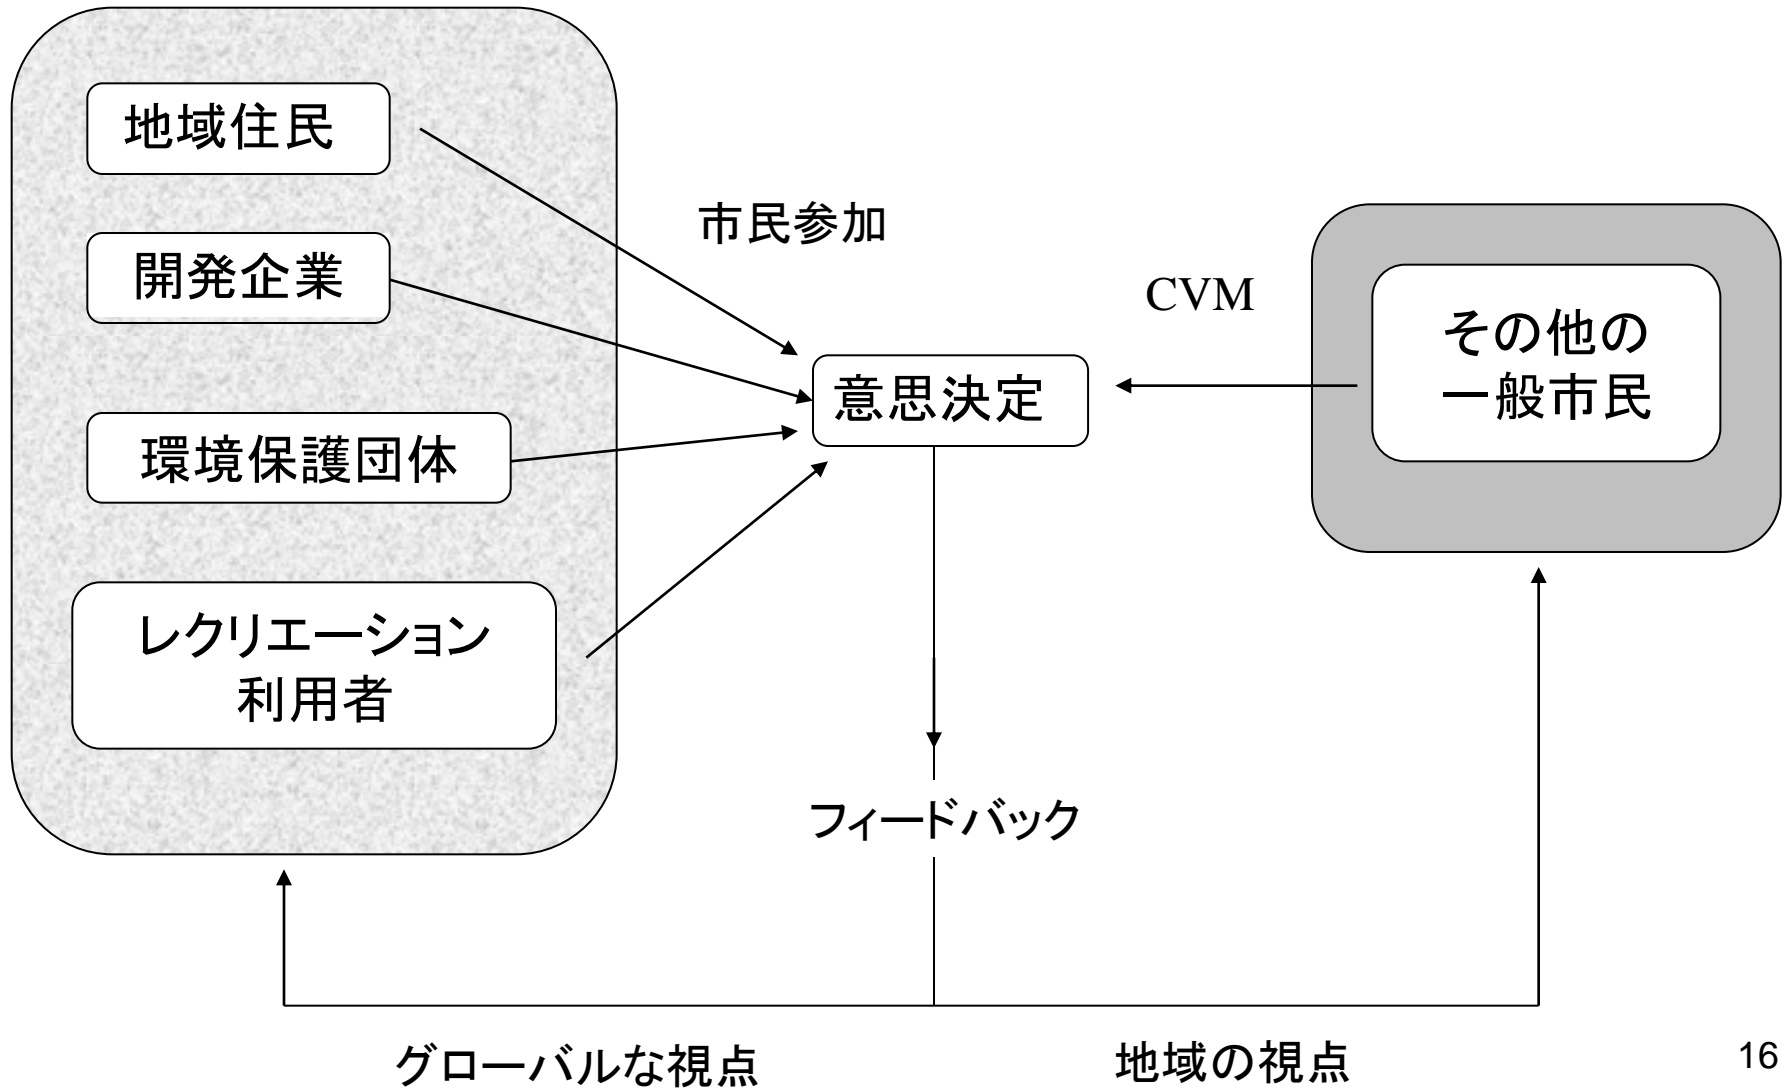 地域住民
開発企業
環境保護団体
レクリエーション
利用者
市民参加
意思決定
CVM
その他の
一般市民
フィードバック
グローバルな視点
地域の視点
16